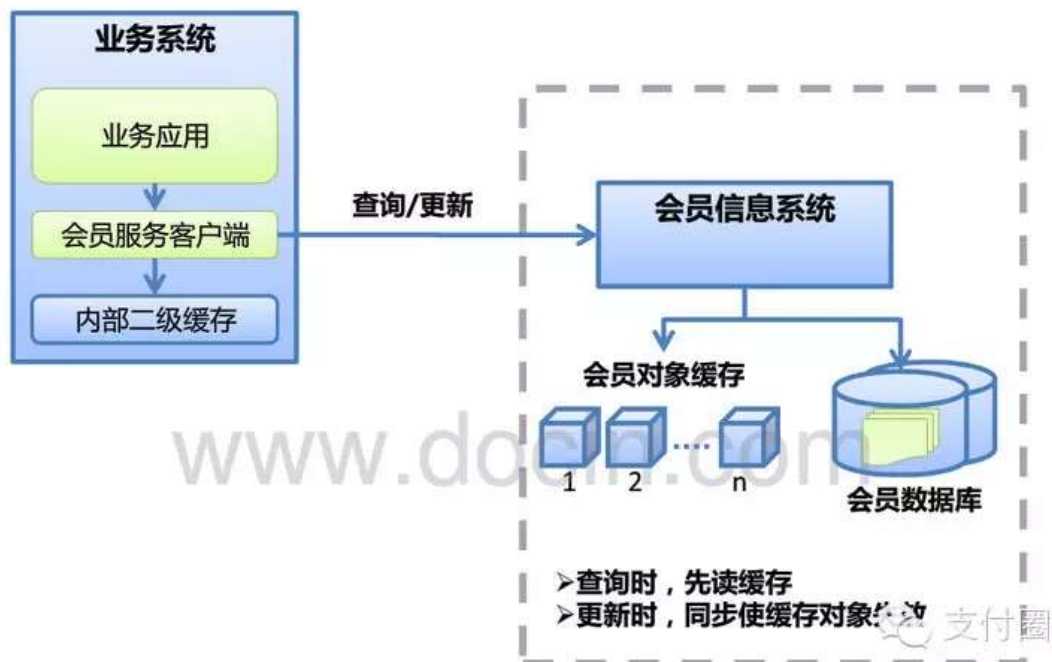 业务系统
业务应用
会员服务客户端
内部二级缓存
查询/更新
会员信息系统
会员对象缓存
1 2 ···· n
会员数据库
www.docin.com
➢查询时，先读缓存
➢更新时，同步使缓存对象失效
支付圈